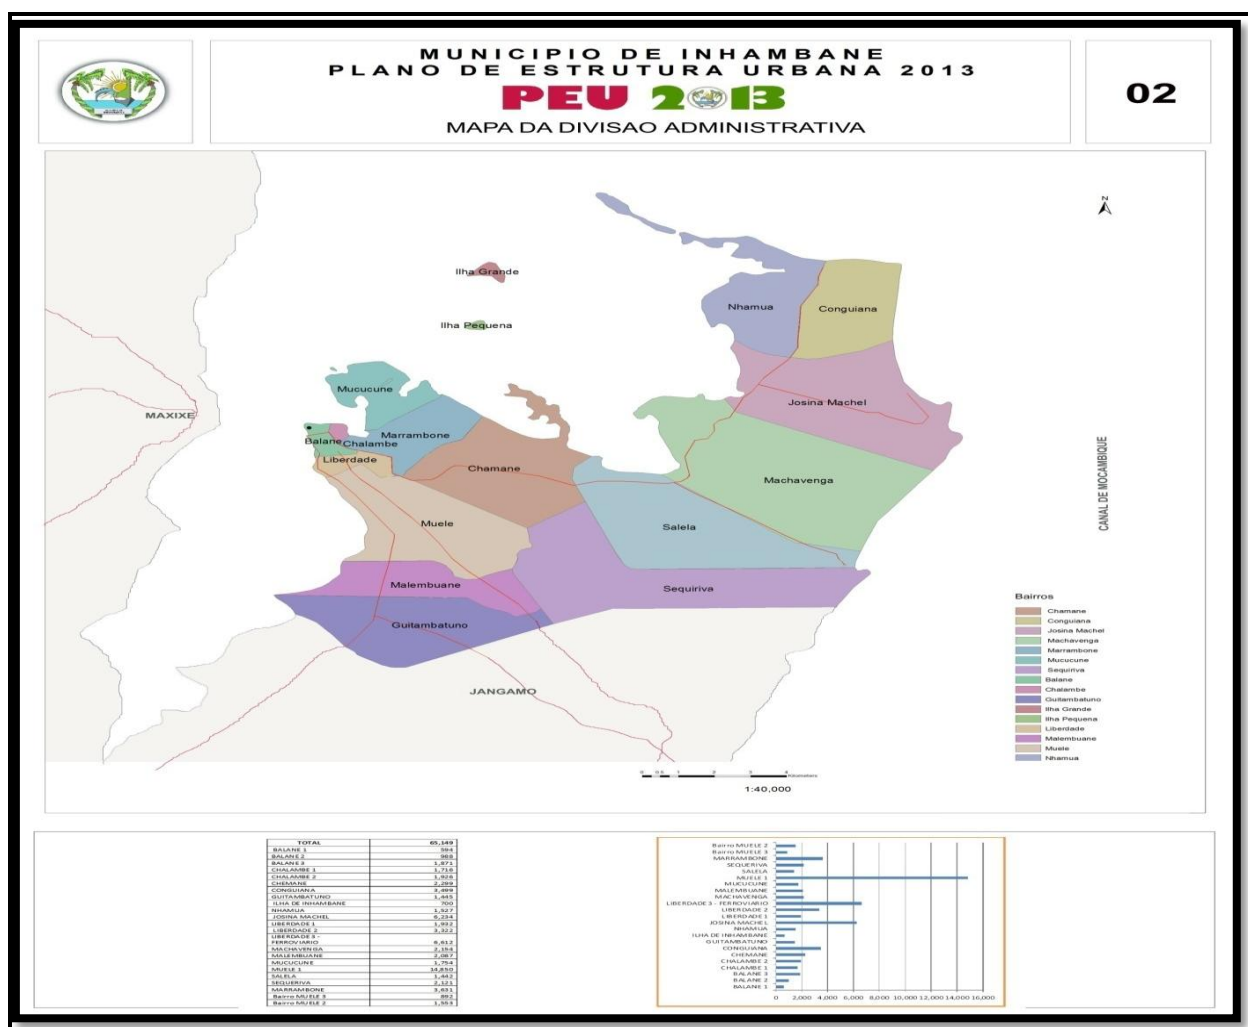 MUNICIPIO DE INHAMBANE
PLANO DE ESTRUTURA URBANA 2013
PEU 2013
MAPA DA DIVISAO ADMINISTRATIVA
02
N
Ilha Grande
Ilha Pequena
Nhamua
Conguiana
Mucucune
Josina Machel
MAXIXE
Balane
Chalambe
Marrambone
Liberdade
Chamane
Machavenga
Muele
Salela
CANAL DE MOCAMBIQUE
Malembuane
Sequiriva
Guitambatuno
JANGAMO
Bairros
Chamane
Conguiana
Josina Machel
Machavenga
Marrambone
Mucucune
Sequiriva
Balane
Chalambe
Guitambatuno
Ilha Grande
Ilha Pequena
Liberdade
Malembuane
Muele
Nhamua
0 0.5 1 2 3 4
Kilometers
1:40,000
TOTAL 65,149
BALANE 1 594
BALANE 2 988
BALANE 3 1,871
CHALAMBE 1 1,716
CHALAMBE 2 1,926
CHEMANE 2,299
CONGUIANA 3,499
GUITAMBATUNO 1,445
ILHA DE INHAMBANE 700
NHAMUA 1,527
JOSINA MACHEL 6,234
LIBERDADE 1 1,932
LIBERDADE 2 3,322
LIBERDADE 3 -
FERROVIARIO 6,612
MACHAVENGA 2,154
MALEMBUANE 2,067
MUCUCUNE 1,754
MUELE 1 14,850
SALELA 1,442
SEQUERIVA 2,121
MARRAMBONE 3,631
Bairro MUELE 3 892
Bairro MUELE 2 1,553
Bairro MUELE 2
Bairro MUELE 3
MARRAMBONE
SEQUERIVA
SALELA
MUELE 1
MUCUCUNE
MALEMBUANE
MACHAVENGA
LIBERDADE 3 - FERROVIARIO
LIBERDADE 2
LIBERDADE 1
JOSINA MACHEL
NHAMUA
ILHA DE INHAMBANE
GUITAMBATUNO
CONGUIANA
CHEMANE
CHALAMBE 2
CHALAMBE 1
BALANE 3
BALANE 2
BALANE 1
0 2,000 4,000 6,000 8,000 10,000 12,000 14,000 16,000